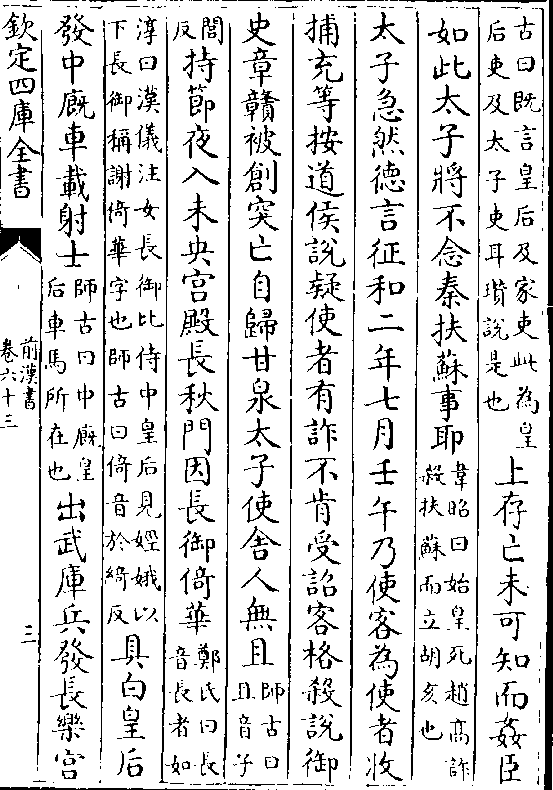 古曰既言皇后及家吏此為皇
后吏及太子吏耳瓚說是也
上存亡未可知而姦臣
如此太子將不念秦扶蘇事耶
韋昭曰始皇死趙髙詐
殺扶蘇而立胡亥也
太子急然徳言征和二年七月壬午乃使客為使者收
捕充等按道侯說疑使者有詐不肯受詔客格殺說御
史章贛被創突亡自歸甘泉太子使舍人無且
師古曰
且音子
閭
反
持節夜入未央宫殿長秋門因長御倚華
鄭氏曰長
音長者如
淳曰漢儀注女長御比侍中皇后見娙娥以
下長御稱謝倚華字也師古曰倚音於綺反
具白皇后
發中廐車載射士
師古曰中廐皇
后車馬所在也
出武庫兵發長樂宫
欽定四庫全書
前漢書
卷六十三
三